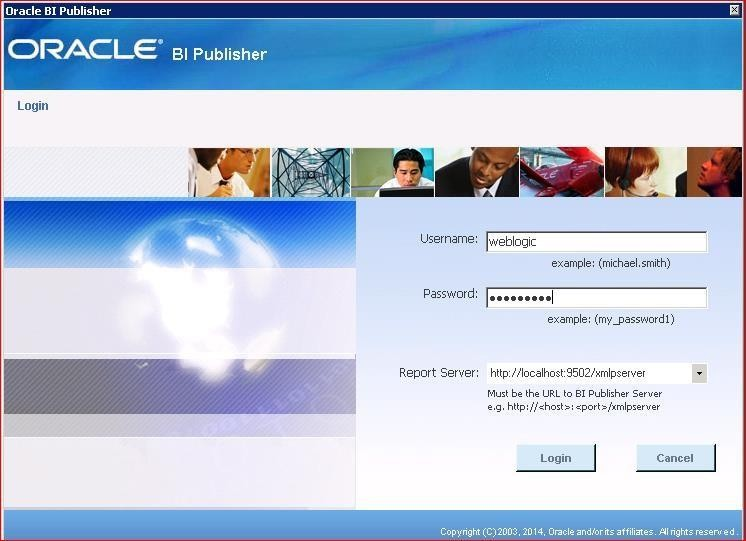 Oracle BI Publisher
ORACLE® BI Publisher
Login
Username: weblogic
example: (michael.smith)
Password: •••••••••
example: (my_password1)
Report Server: http://localhost:9502/xmlpserver
Must be the URL to BI Publisher Server
e.g. http://<host>:<port>/xmlpserver
Login Cancel
Copyright (C)2003, 2014, Oracle and/or its affiliates. All rights reserved.